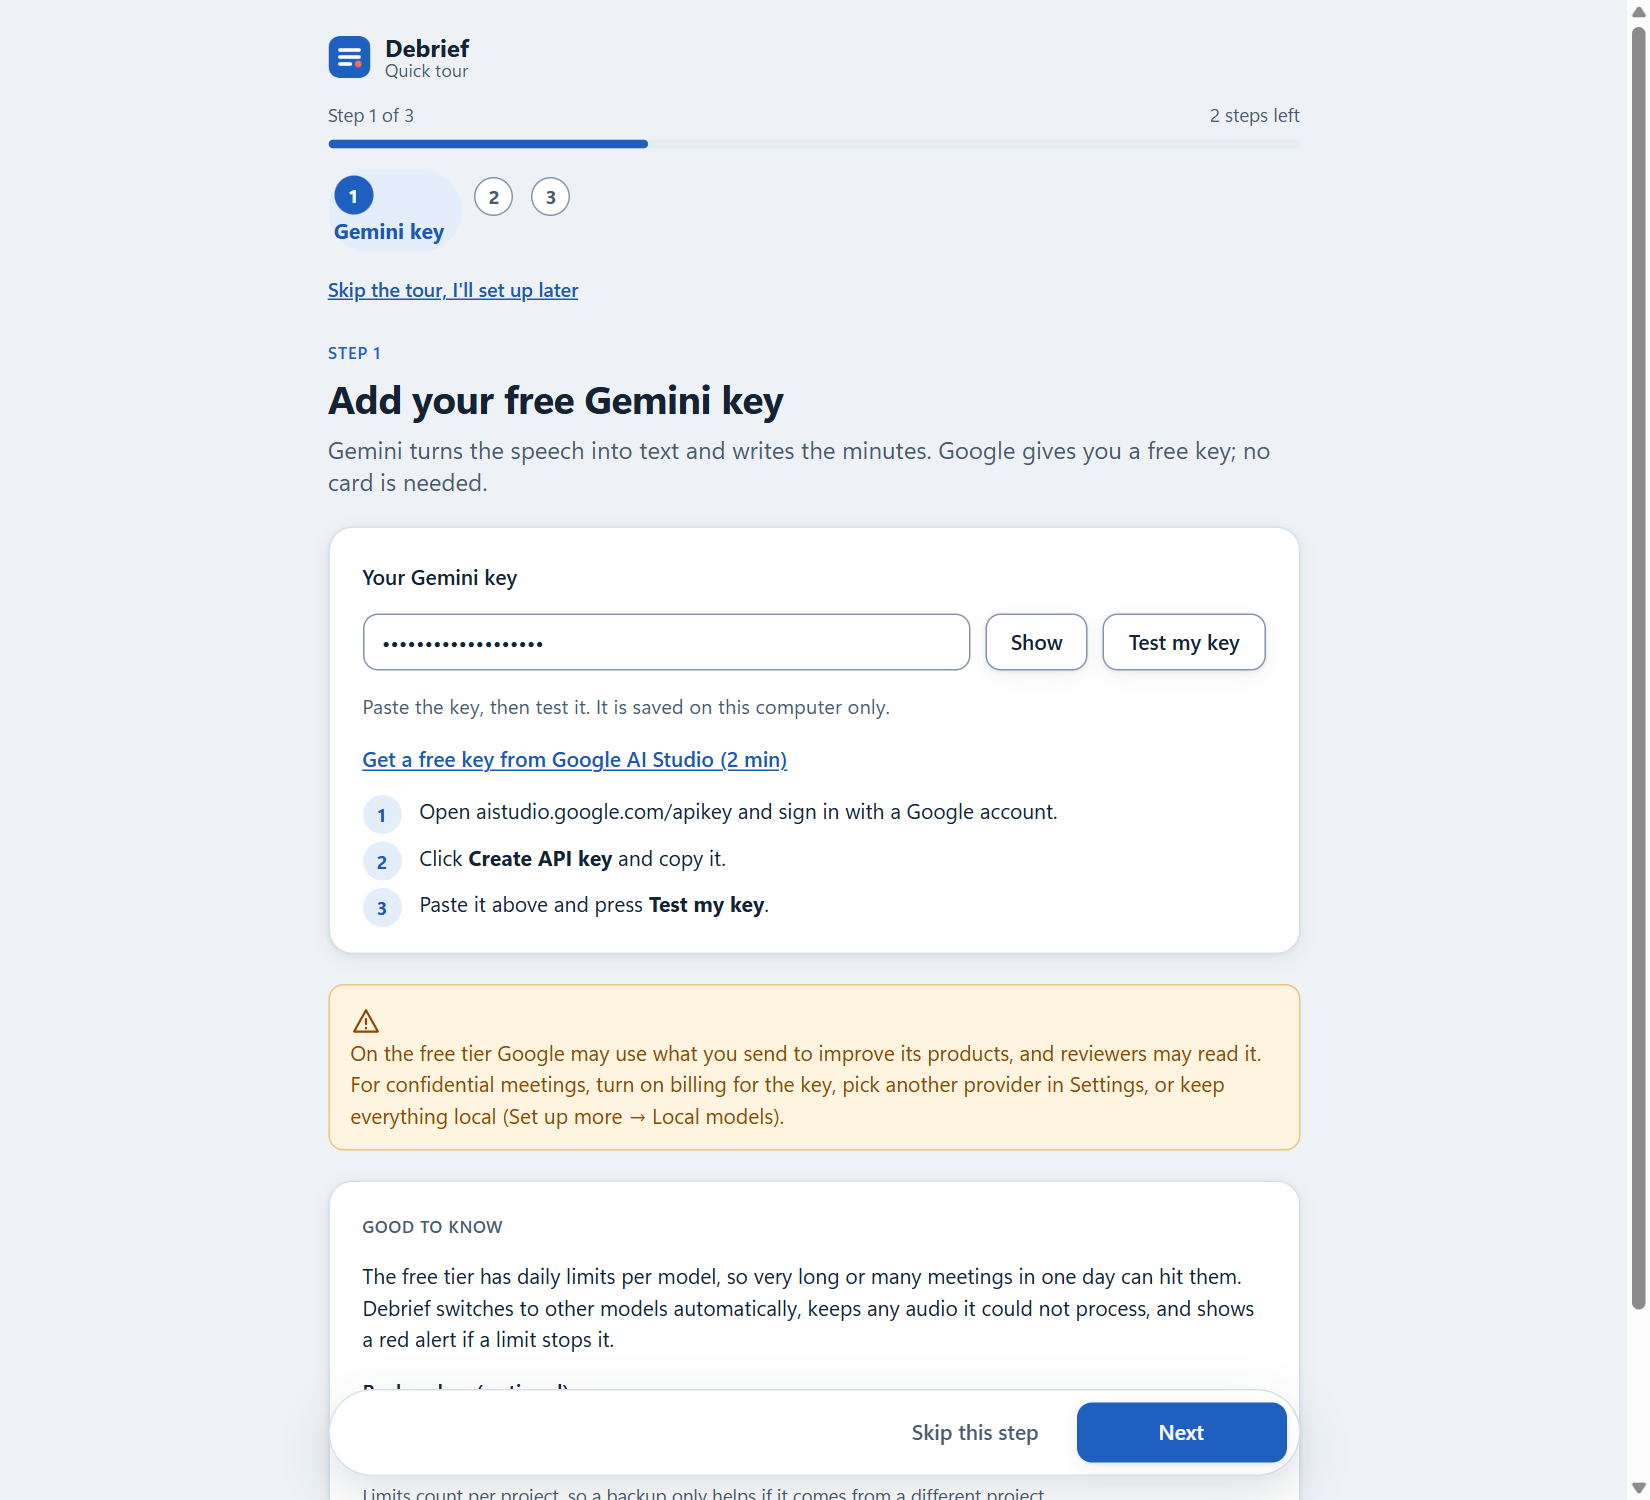 Debrief
Quick tour
Step 1 of 3
2 steps left
1
Gemini key
2
3
Skip the tour, I'll set up later
STEP 1
Add your free Gemini key
Gemini turns the speech into text and writes the minutes. Google gives you a free key; no
card is needed.
Your Gemini key
•••••••••••••••••••
Show
Test my key
Paste the key, then test it. It is saved on this computer only.
Get a free key from Google AI Studio (2 min)
1
Open aistudio.google.com/apikey and sign in with a Google account.
2
Click Create API key and copy it.
3
Paste it above and press Test my key.
On the free tier Google may use what you send to improve its products, and reviewers may read it.
For confidential meetings, turn on billing for the key, pick another provider in Settings, or keep
everything local (Set up more → Local models).
GOOD TO KNOW
The free tier has daily limits per model, so very long or many meetings in one day can hit them.
Debrief switches to other models automatically, keeps any audio it could not process, and shows
a red alert if a limit stops it.
Skip this step
Next
Limits count per project, so a backup only helps if it comes from a different project.